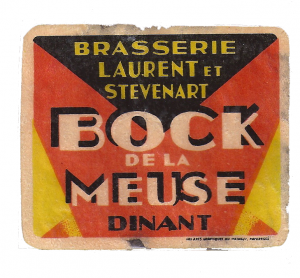 BRASSERIE
LAURENT ET
STEVENART
BOCK
DE LA
MEUSE
DINANT